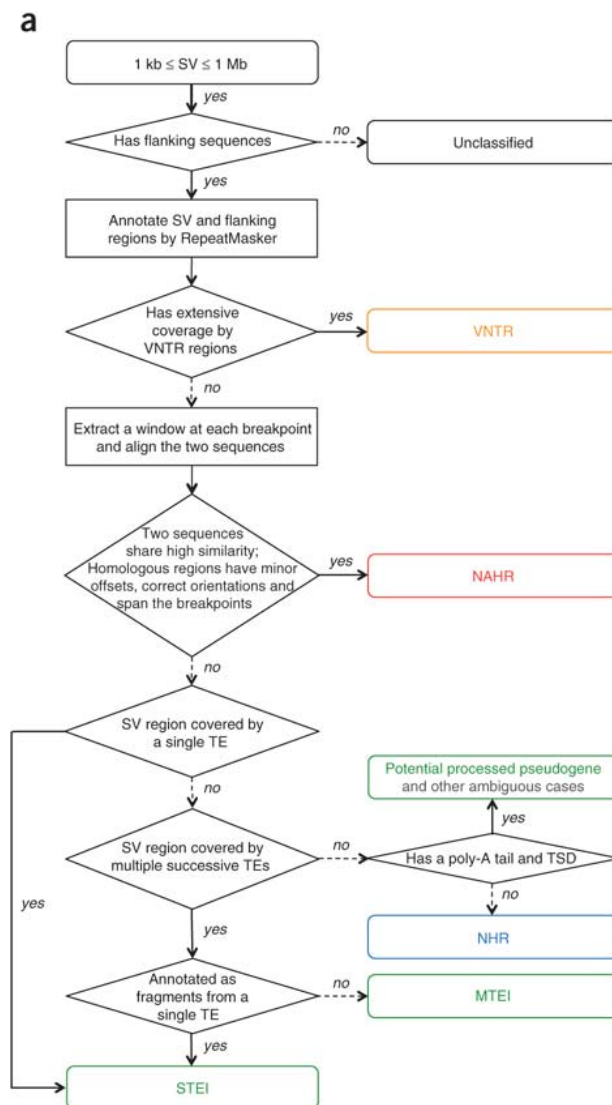 a
1 kb ≤ SV ≤ 1 Mb
yes
Has flanking sequences
no
Unclassified
yes
Annotate SV and flanking
regions by RepeatMasker
Has extensive
coverage by
VNTR regions
yes
VNTR
no
Extract a window at each breakpoint
and align the two sequences
Two sequences
share high similarity;
Homologous regions have minor
offsets, correct orientations and
span the breakpoints
yes
NAHR
no
SV region covered by
a single TE
no
Potential processed pseudogene
and other ambiguous cases
yes
SV region covered by
multiple successive TEs
no
Has a poly-A tail and TSD
yes
yes
no
NHR
Annotated as
fragments from a
single TE
no
MTEI
yes
STEI